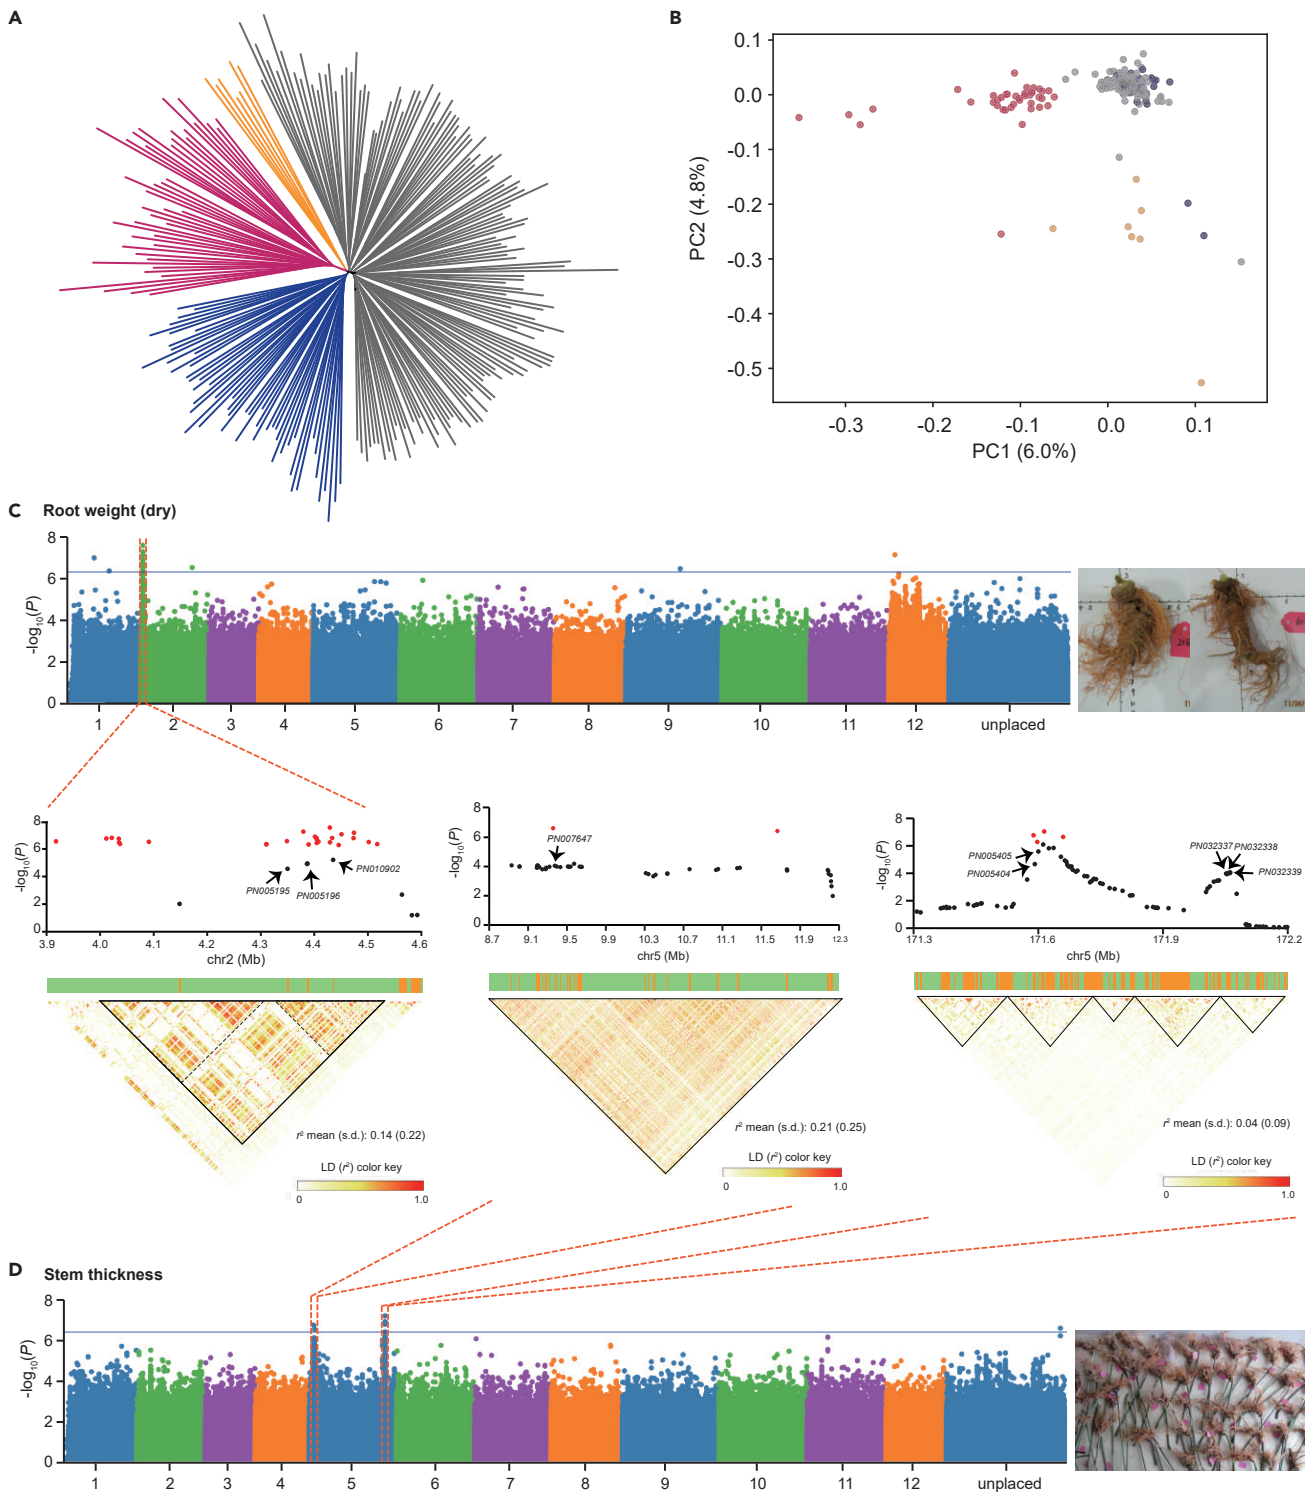 A
B
0.1
0.0
-0.1
-0.2
-0.3
-0.4
-0.5
PC2 (4.8%)
-0.3 -0.2 -0.1 0.0 0.1
PC1 (6.0%)
C Root weight (dry)
8
6
4
2
0
-log10(P)
1 2 3 4 5 6 7 8 9 10 11 12 unplaced
8
6
4
2
0
-log10(P)
PN005195
PN005196
PN010902
3.9 4.0 4.1 4.2 4.3 4.4 4.5 4.6
chr2 (Mb)
r² mean (s.d.): 0.14 (0.22)
LD (r²) color key
0 1.0
8
6
4
2
0
-log10(P)
PN007647
8.7 9.1 9.5 9.9 10.3 10.7 11.1 11.5 11.9 12.3
chr5 (Mb)
r² mean (s.d.): 0.21 (0.25)
LD (r²) color key
0 1.0
8
6
4
2
0
-log10(P)
PN005405
PN005404
PN032337
PN032338
PN032339
171.3 171.6 171.9 172.2
chr5 (Mb)
r² mean (s.d.): 0.04 (0.09)
LD (r²) color key
0 1.0
D Stem thickness
8
6
4
2
0
-log10(P)
1 2 3 4 5 6 7 8 9 10 11 12 unplaced